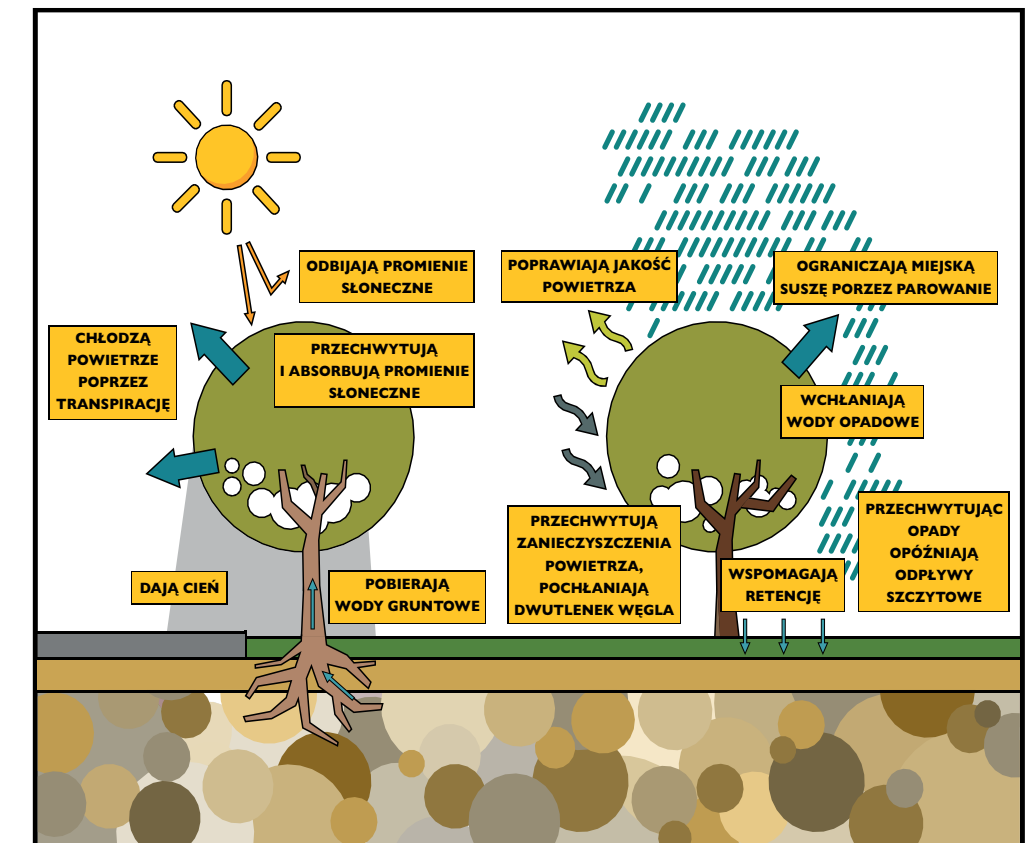 ODBIJAJĄ PROMIENIE
SŁONECZNE
CHŁODZĄ
POWIETRZE
POPRZEZ
TRANSPIRACJĘ
PRZECHWYTUJĄ
I ABSORBUJĄ PROMIENIE
SŁONECZNE
DAJĄ CIEŃ
POBIERAJĄ
WODY GRUNTOWE
POPRAWIAJĄ JAKOŚĆ
POWIETRZA
OGRANICZAJĄ MIEJSKĄ
SUSZĘ PORZEZ PAROWANIE
WCHŁANIAJĄ
WODY OPADOWE
PRZECHWYTUJĄ
ZANIECZYSZCZENIA
POWIETRZA,
POCHŁANIAJĄ
DWUTLENEK WĘGLA
WSPOMAGAJĄ
RETENCJĘ
PRZECHWYTUJĄC
OPADY
OPÓŹNIAJĄ
ODPŁYWY
SZCZYTOWE